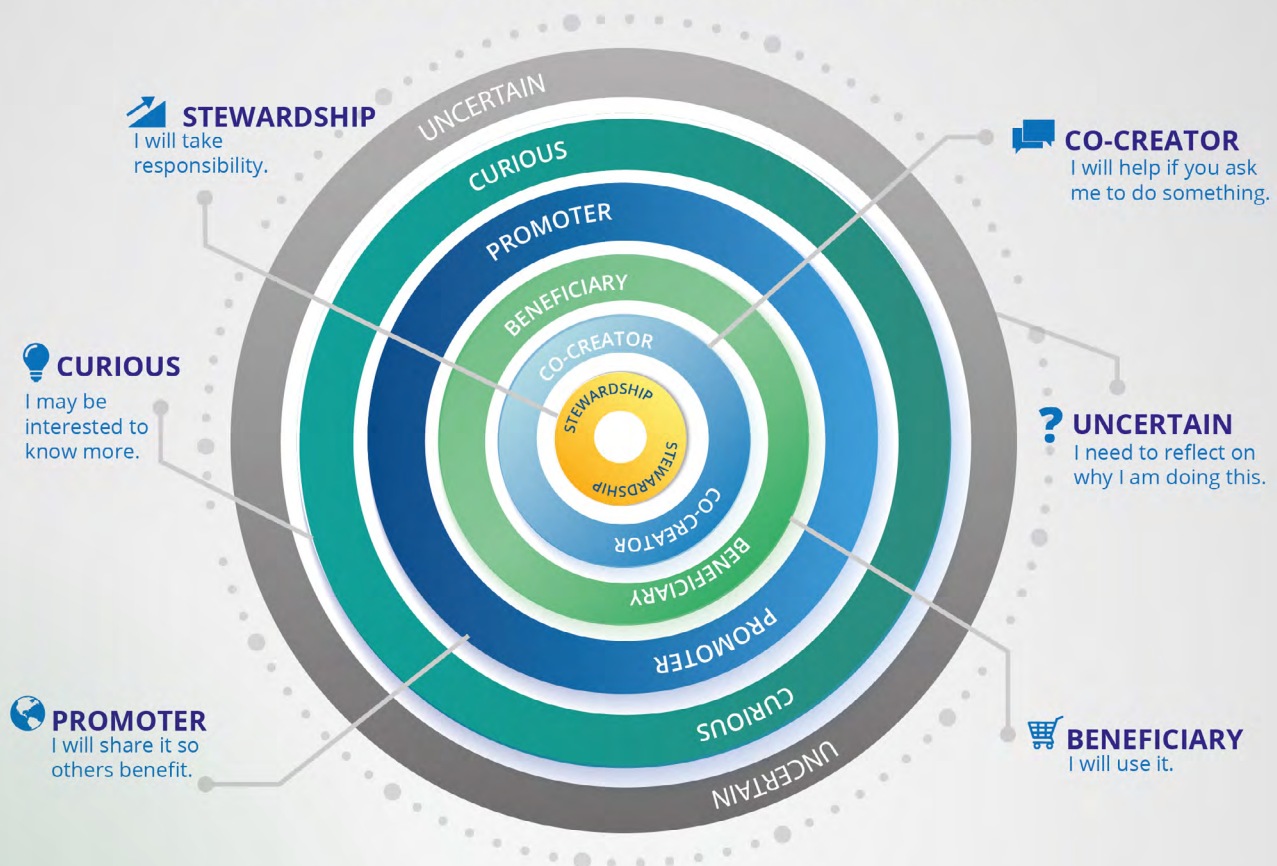 STEWARDSHIP
I will take
responsibility.
CO-CREATOR
I will help if you ask
me to do something.
CURIOUS
I may be
interested to
know more.
UNCERTAIN
I need to reflect on
why I am doing this.
PROMOTER
I will share it so
others benefit.
BENEFICIARY
I will use it.
UNCERTAIN
CURIOUS
PROMOTER
BENEFICIARY
CO-CREATOR
STEWARDSHIP
STEWARDSHIP
CO-CREATOR
BENEFICIARY
PROMOTER
CURIOUS
UNCERTAIN